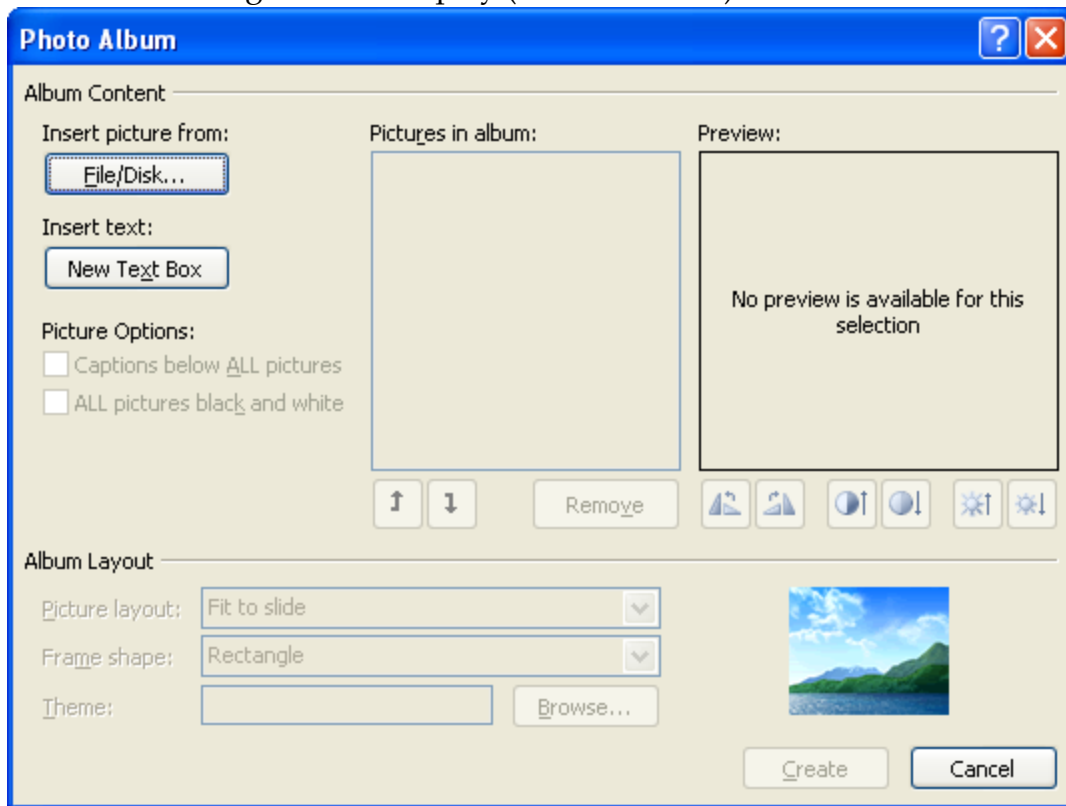 Photo Album
Album Content
Insert picture from:
File/Disk...
Insert text:
New Text Box
Picture Options:
Captions below ALL pictures
ALL pictures black and white
Pictures in album:
Remove
Preview:
No preview is available for this
selection
Album Layout
Picture layout: Fit to slide
Frame shape: Rectangle
Theme: Browse...
Create Cancel